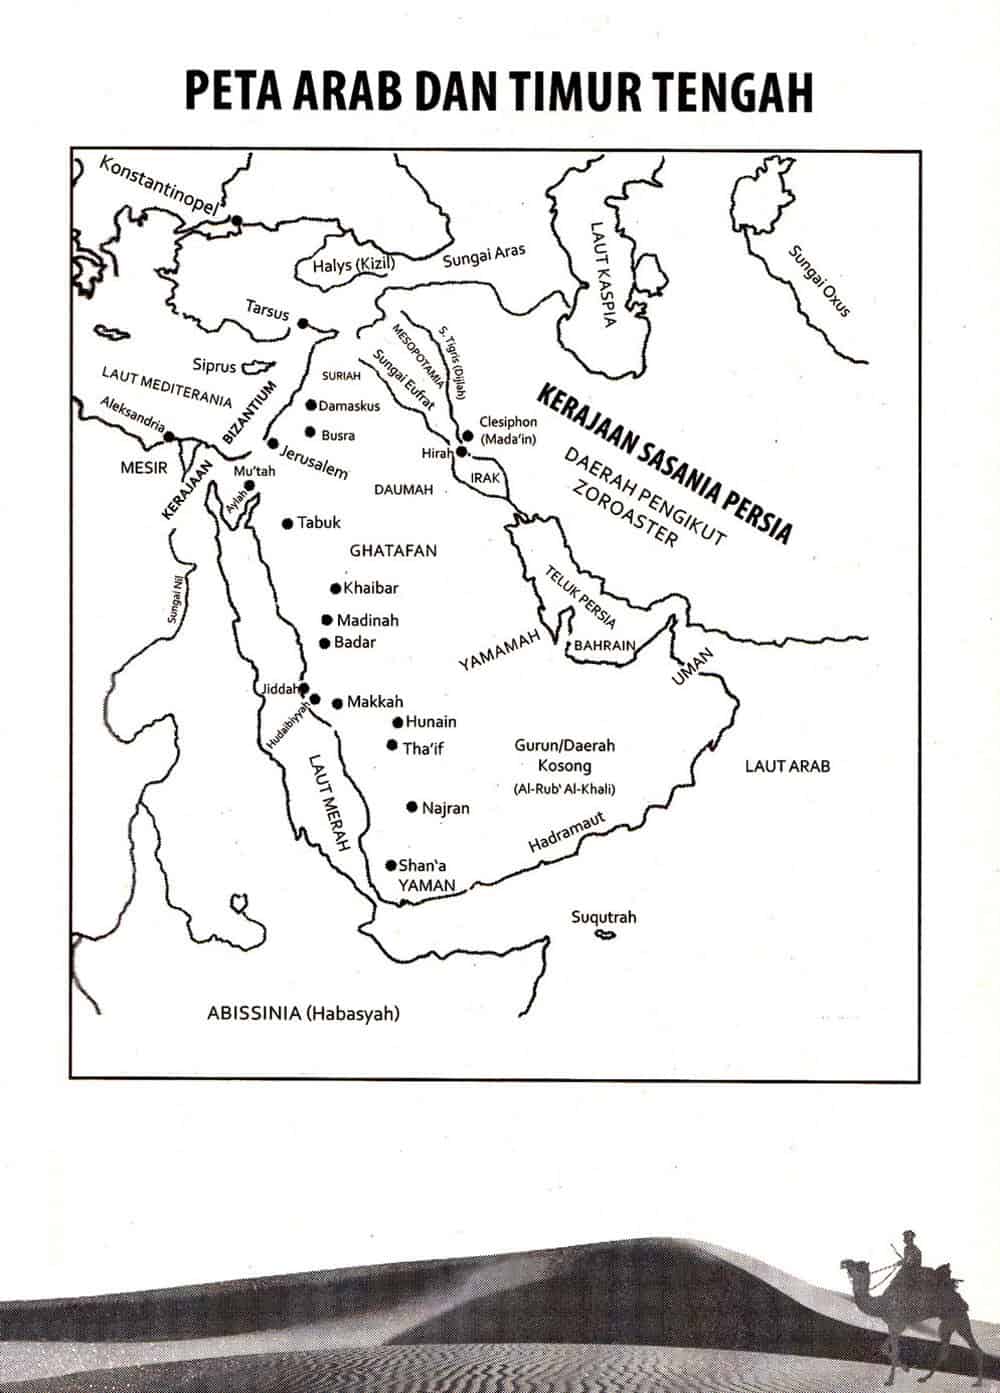 PETA ARAB DAN TIMUR TENGAH
Konstantinopel
Halys (Kizil)
Sungai Aras
LAUT KASPIA
Sungai Oxus
Tarsus
MESOPOTAMIA
S. Tigris (Dijlah)
Sungai Eufrat
Siprus
SURIAH
LAUT MEDITERANIA
KERAJAAN BIZANTIUM
Aleksandria
Damaskus
Busra
Jerusalem
Clesiphon
(Mada'in)
Hirah
KERAJAAN SASANIA PERSIA
DAERAH PENGIKUT
ZOROASTER
MESIR
Mu'tah
Aylah
DAUMAH
IRAK
Tabuk
GHATAFAN
Sungai Nil
Khaibar
TELUK PERSIA
Madinah
Badar
YAMAMAH
BAHRAIN
UMAN
Jiddah
Hudaibiyyah
Makkah
Hunain
Tha'if
Gurun/Daerah
Kosong
(Al-Rub' Al-Khali)
LAUT ARAB
LAUT MERAH
Najran
Hadramaut
Shan'a
YAMAN
Suqutrah
ABISSINIA (Habasyah)